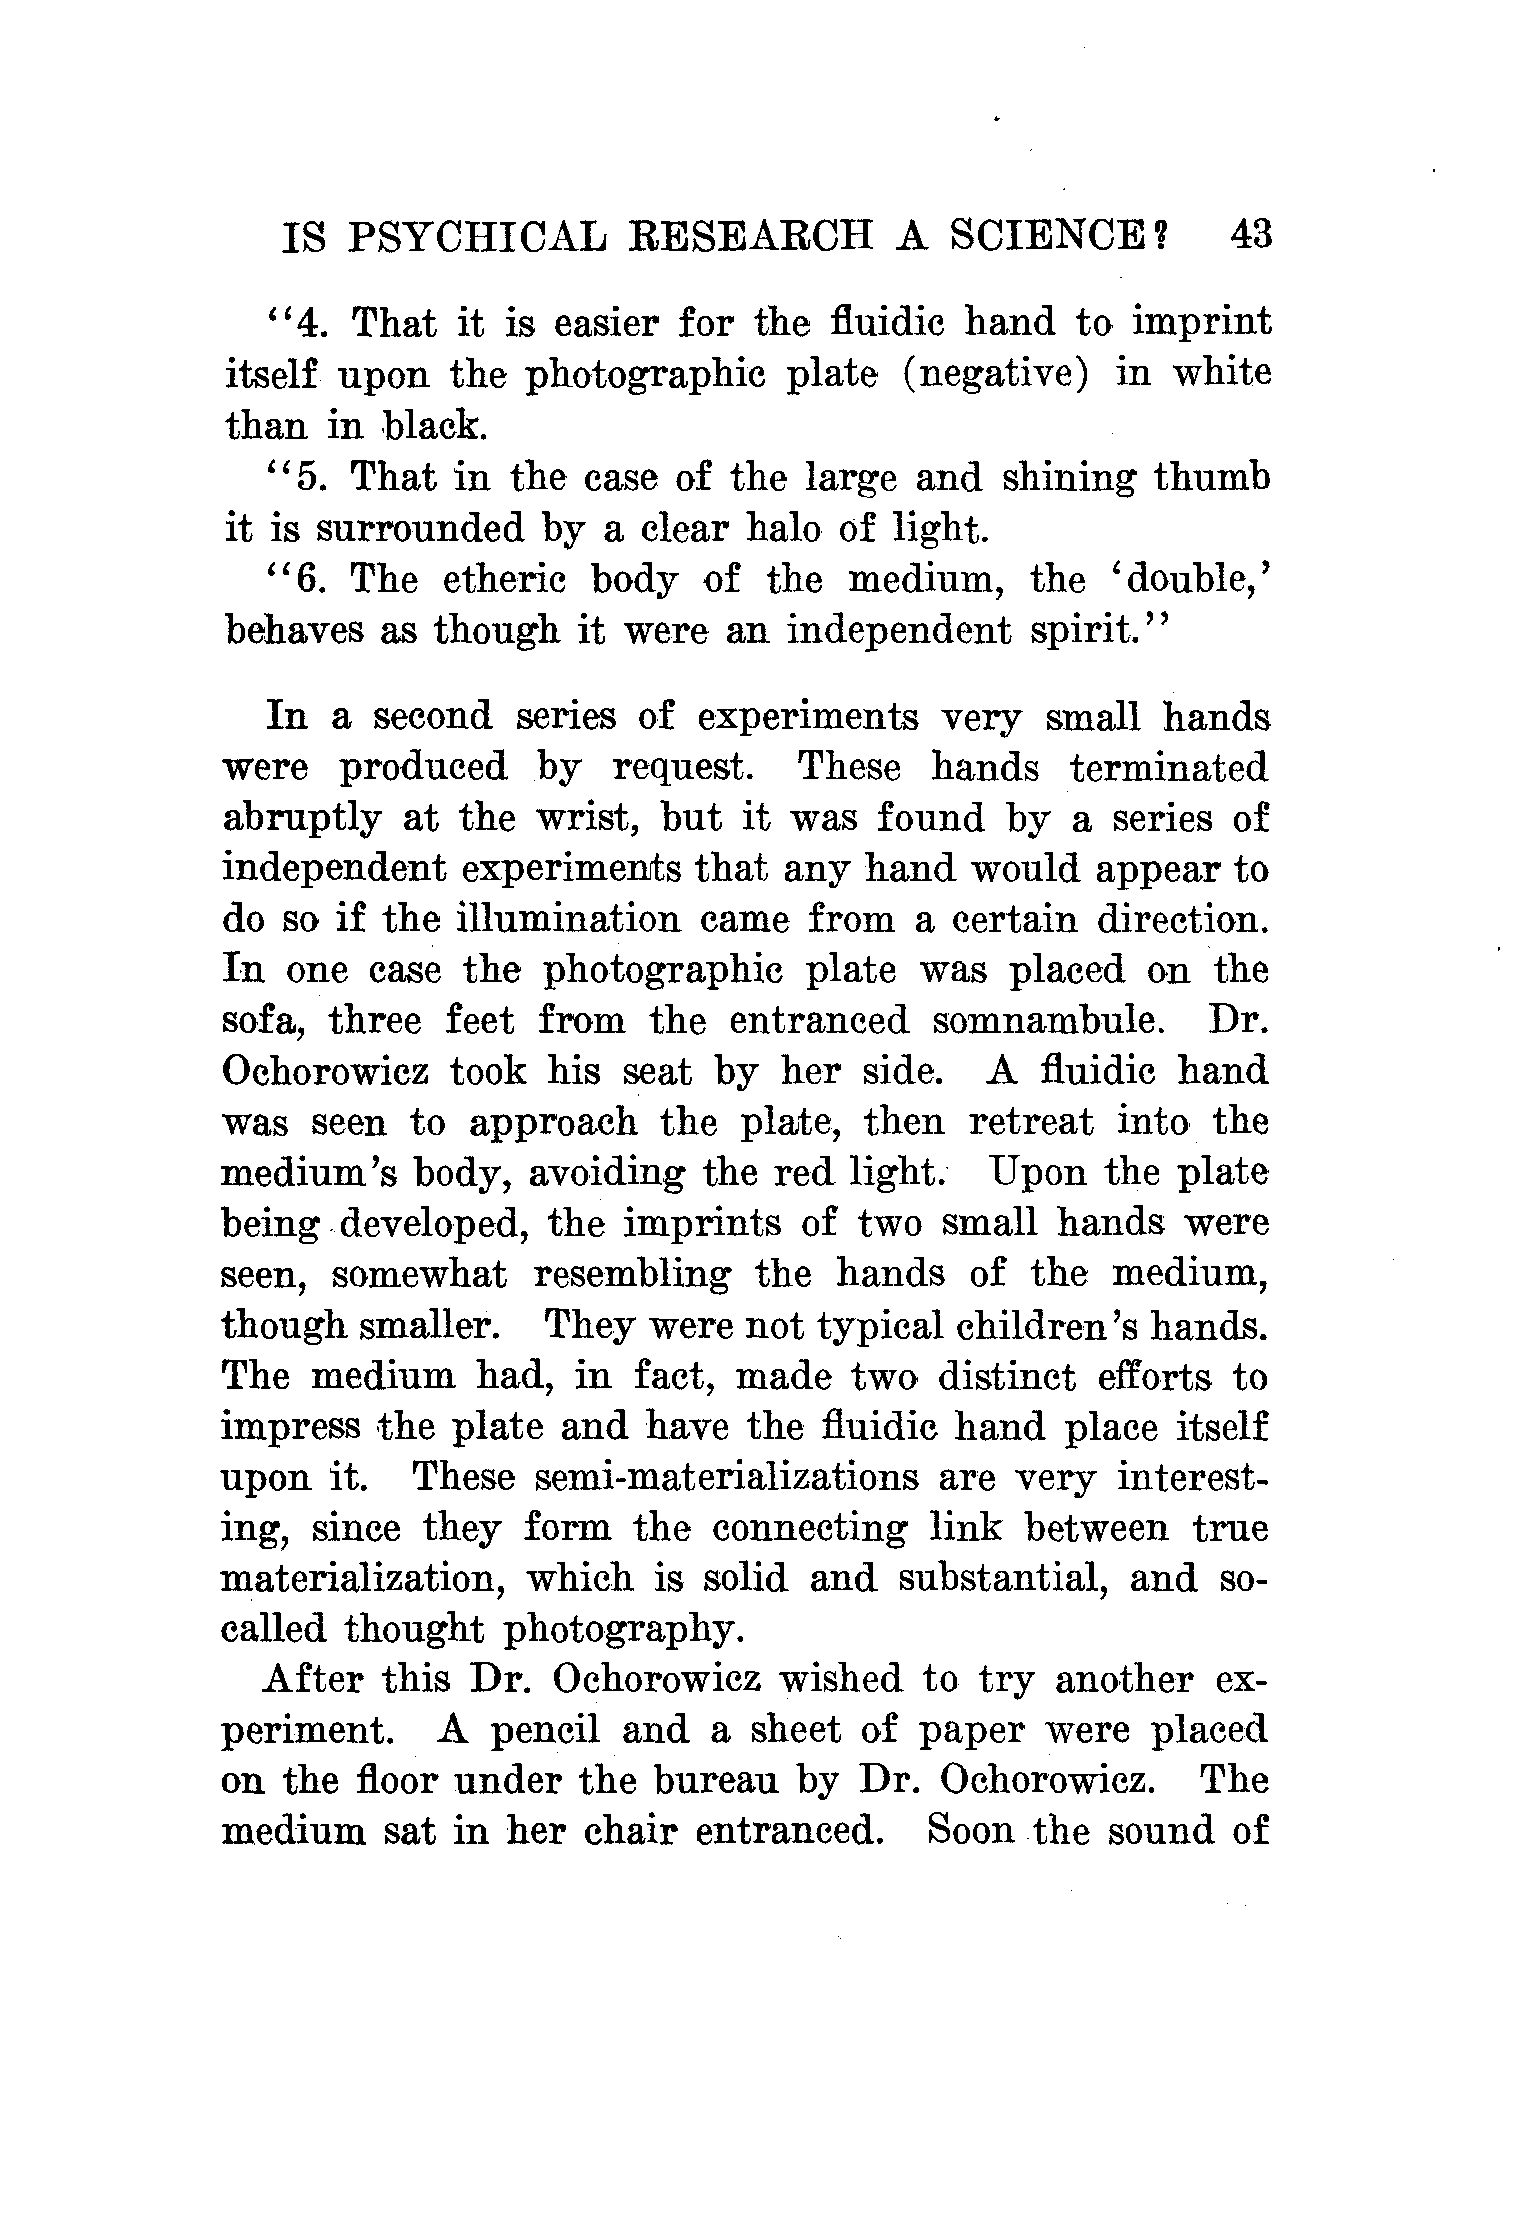 IS PSYCHICAL RESEARCH A SCIENCE? 43
"4. That it is easier for the fluidic hand to imprint
itself upon the photographic plate (negative) in white
than in black.
"5. That in the case of the large and shining thumb
it is surrounded by a clear halo of light.
"6. The etheric body of the medium, the 'double,'
behaves as though it were an independent spirit."
In a second series of experiments very small hands
were produced by request. These hands terminated
abruptly at the wrist, but it was found by a series of
independent experiments that any hand would appear to
do so if the illumination came from a certain direction.
In one case the photographic plate was placed on the
sofa, three feet from the entranced somnambule. Dr.
Ochorowicz took his seat by her side. A fluidic hand
was seen to approach the plate, then retreat into the
medium's body, avoiding the red light. Upon the plate
being developed, the imprints of two small hands were
seen, somewhat resembling the hands of the medium,
though smaller. They were not typical children's hands.
The medium had, in fact, made two distinct efforts to
impress the plate and have the fluidic hand place itself
upon it. These semi-materializations are very interest-
ing, since they form the connecting link between true
materialization, which is solid and substantial, and so-
called thought photography.
After this Dr. Ochorowicz wished to try another ex-
periment. A pencil and a sheet of paper were placed
on the floor under the bureau by Dr. Ochorowicz. The
medium sat in her chair entranced. Soon the sound of